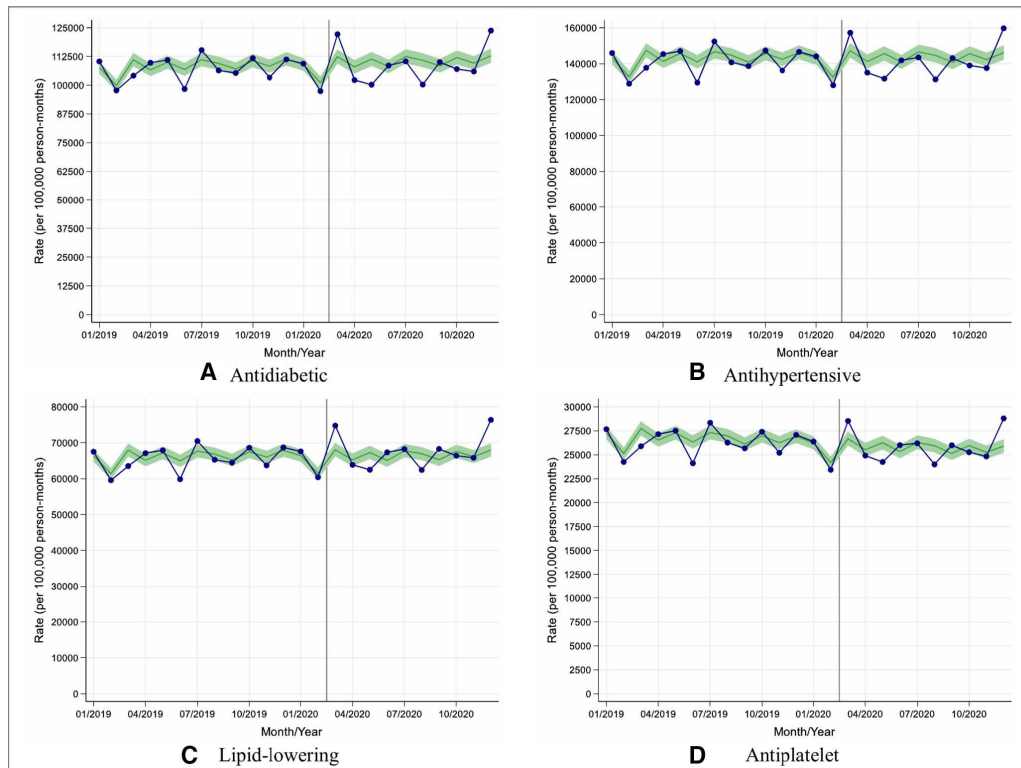 125000
112500
100000
87500
75000
62500
50000
37500
25000
12500
0
Rate (per 100,000 person-months)
01/2019 04/2019 07/2019 10/2019 01/2020 04/2020 07/2020 10/2020
Month/Year
A Antidiabetic
160000
140000
120000
100000
80000
60000
40000
20000
0
Rate (per 100,000 person-months)
01/2019 04/2019 07/2019 10/2019 01/2020 04/2020 07/2020 10/2020
Month/Year
B Antihypertensive
80000
70000
60000
50000
40000
30000
20000
10000
0
Rate (per 100,000 person-months)
01/2019 04/2019 07/2019 10/2019 01/2020 04/2020 07/2020 10/2020
Month/Year
C Lipid-lowering
30000
27500
25000
22500
20000
17500
15000
12500
10000
7500
5000
2500
0
Rate (per 100,000 person-months)
01/2019 04/2019 07/2019 10/2019 01/2020 04/2020 07/2020 10/2020
Month/Year
D Antiplatelet